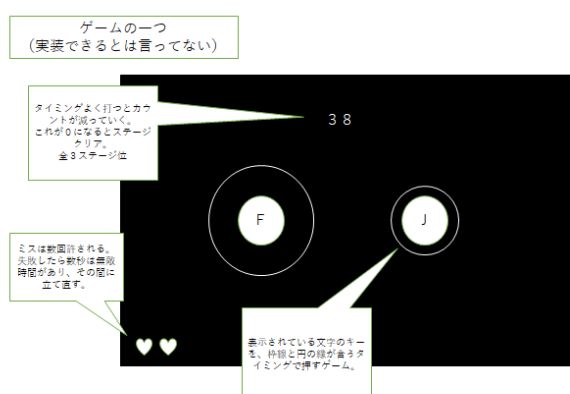 ゲームの一つ
（実装できるとは言ってない）
タイミングよく打つとカウ
ントが減っていく。
これが０になるとステージ
クリア。
全３ステージ位
３８
F
J
ミスは数回許される。
失敗したら数秒は無敵
時間があり、その間に
立て直す。
表示されている文字のキー
を、枠線と円の線が合うタ
イミングで押すゲーム。